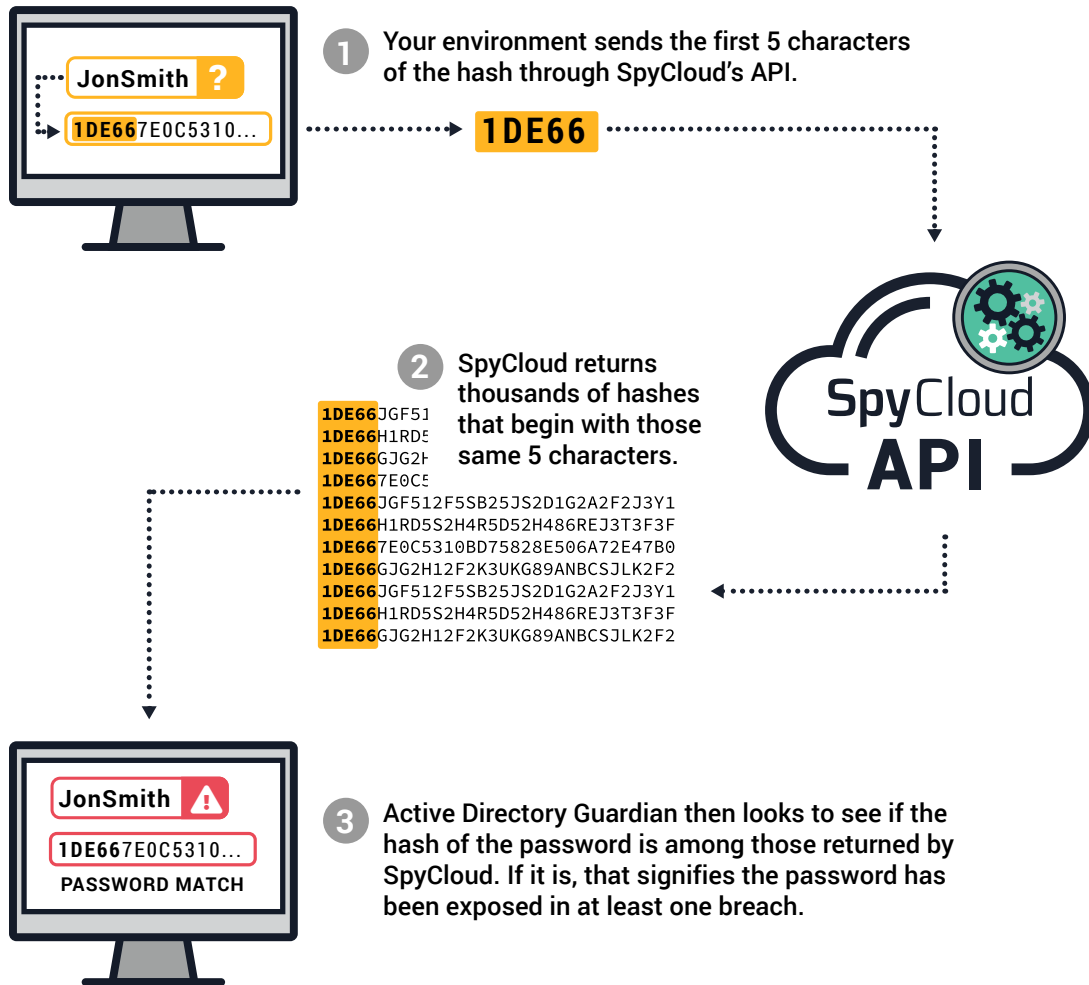 1
Your environment sends the first 5 characters
of the hash through SpyCloud's API.
JonSmith ?
1DE667E0C5310...
1DE66
SpyCloud
API
2
SpyCloud returns
thousands of hashes
that begin with those
same 5 characters.
1DE66JGF51
1DE66H1RD5
1DE66GJG2H
1DE667E0C5
1DE66JGF512F5SB25JS2D1G2A2F2J3Y1
1DE66H1RD5S2H4R5D52H486REJ3T3F3F
1DE667E0C5310BD75828E506A72E47B0
1DE66GJG2H12F2K3UKG89ANBCSJLK2F2
1DE66JGF512F5SB25JS2D1G2A2F2J3Y1
1DE66H1RD5S2H4R5D52H486REJ3T3F3F
1DE66GJG2H12F2K3UKG89ANBCSJLK2F2
JonSmith
1DE667E0C5310...
PASSWORD MATCH
3
Active Directory Guardian then looks to see if the
hash of the password is among those returned by
SpyCloud. If it is, that signifies the password has
been exposed in at least one breach.